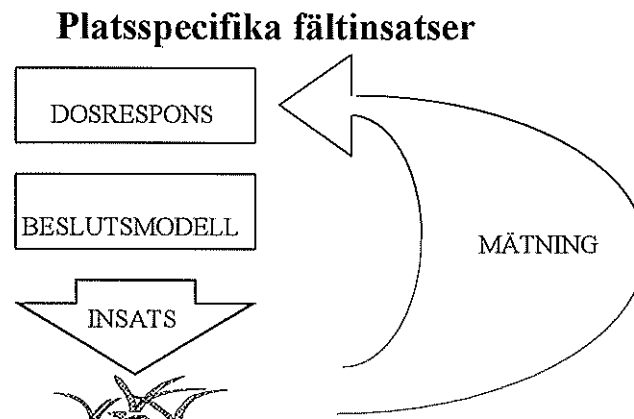 Platsspecifika fältinsatser
DOSRESPONS
BESLUTSMODELL
MÄTNING
INSATS